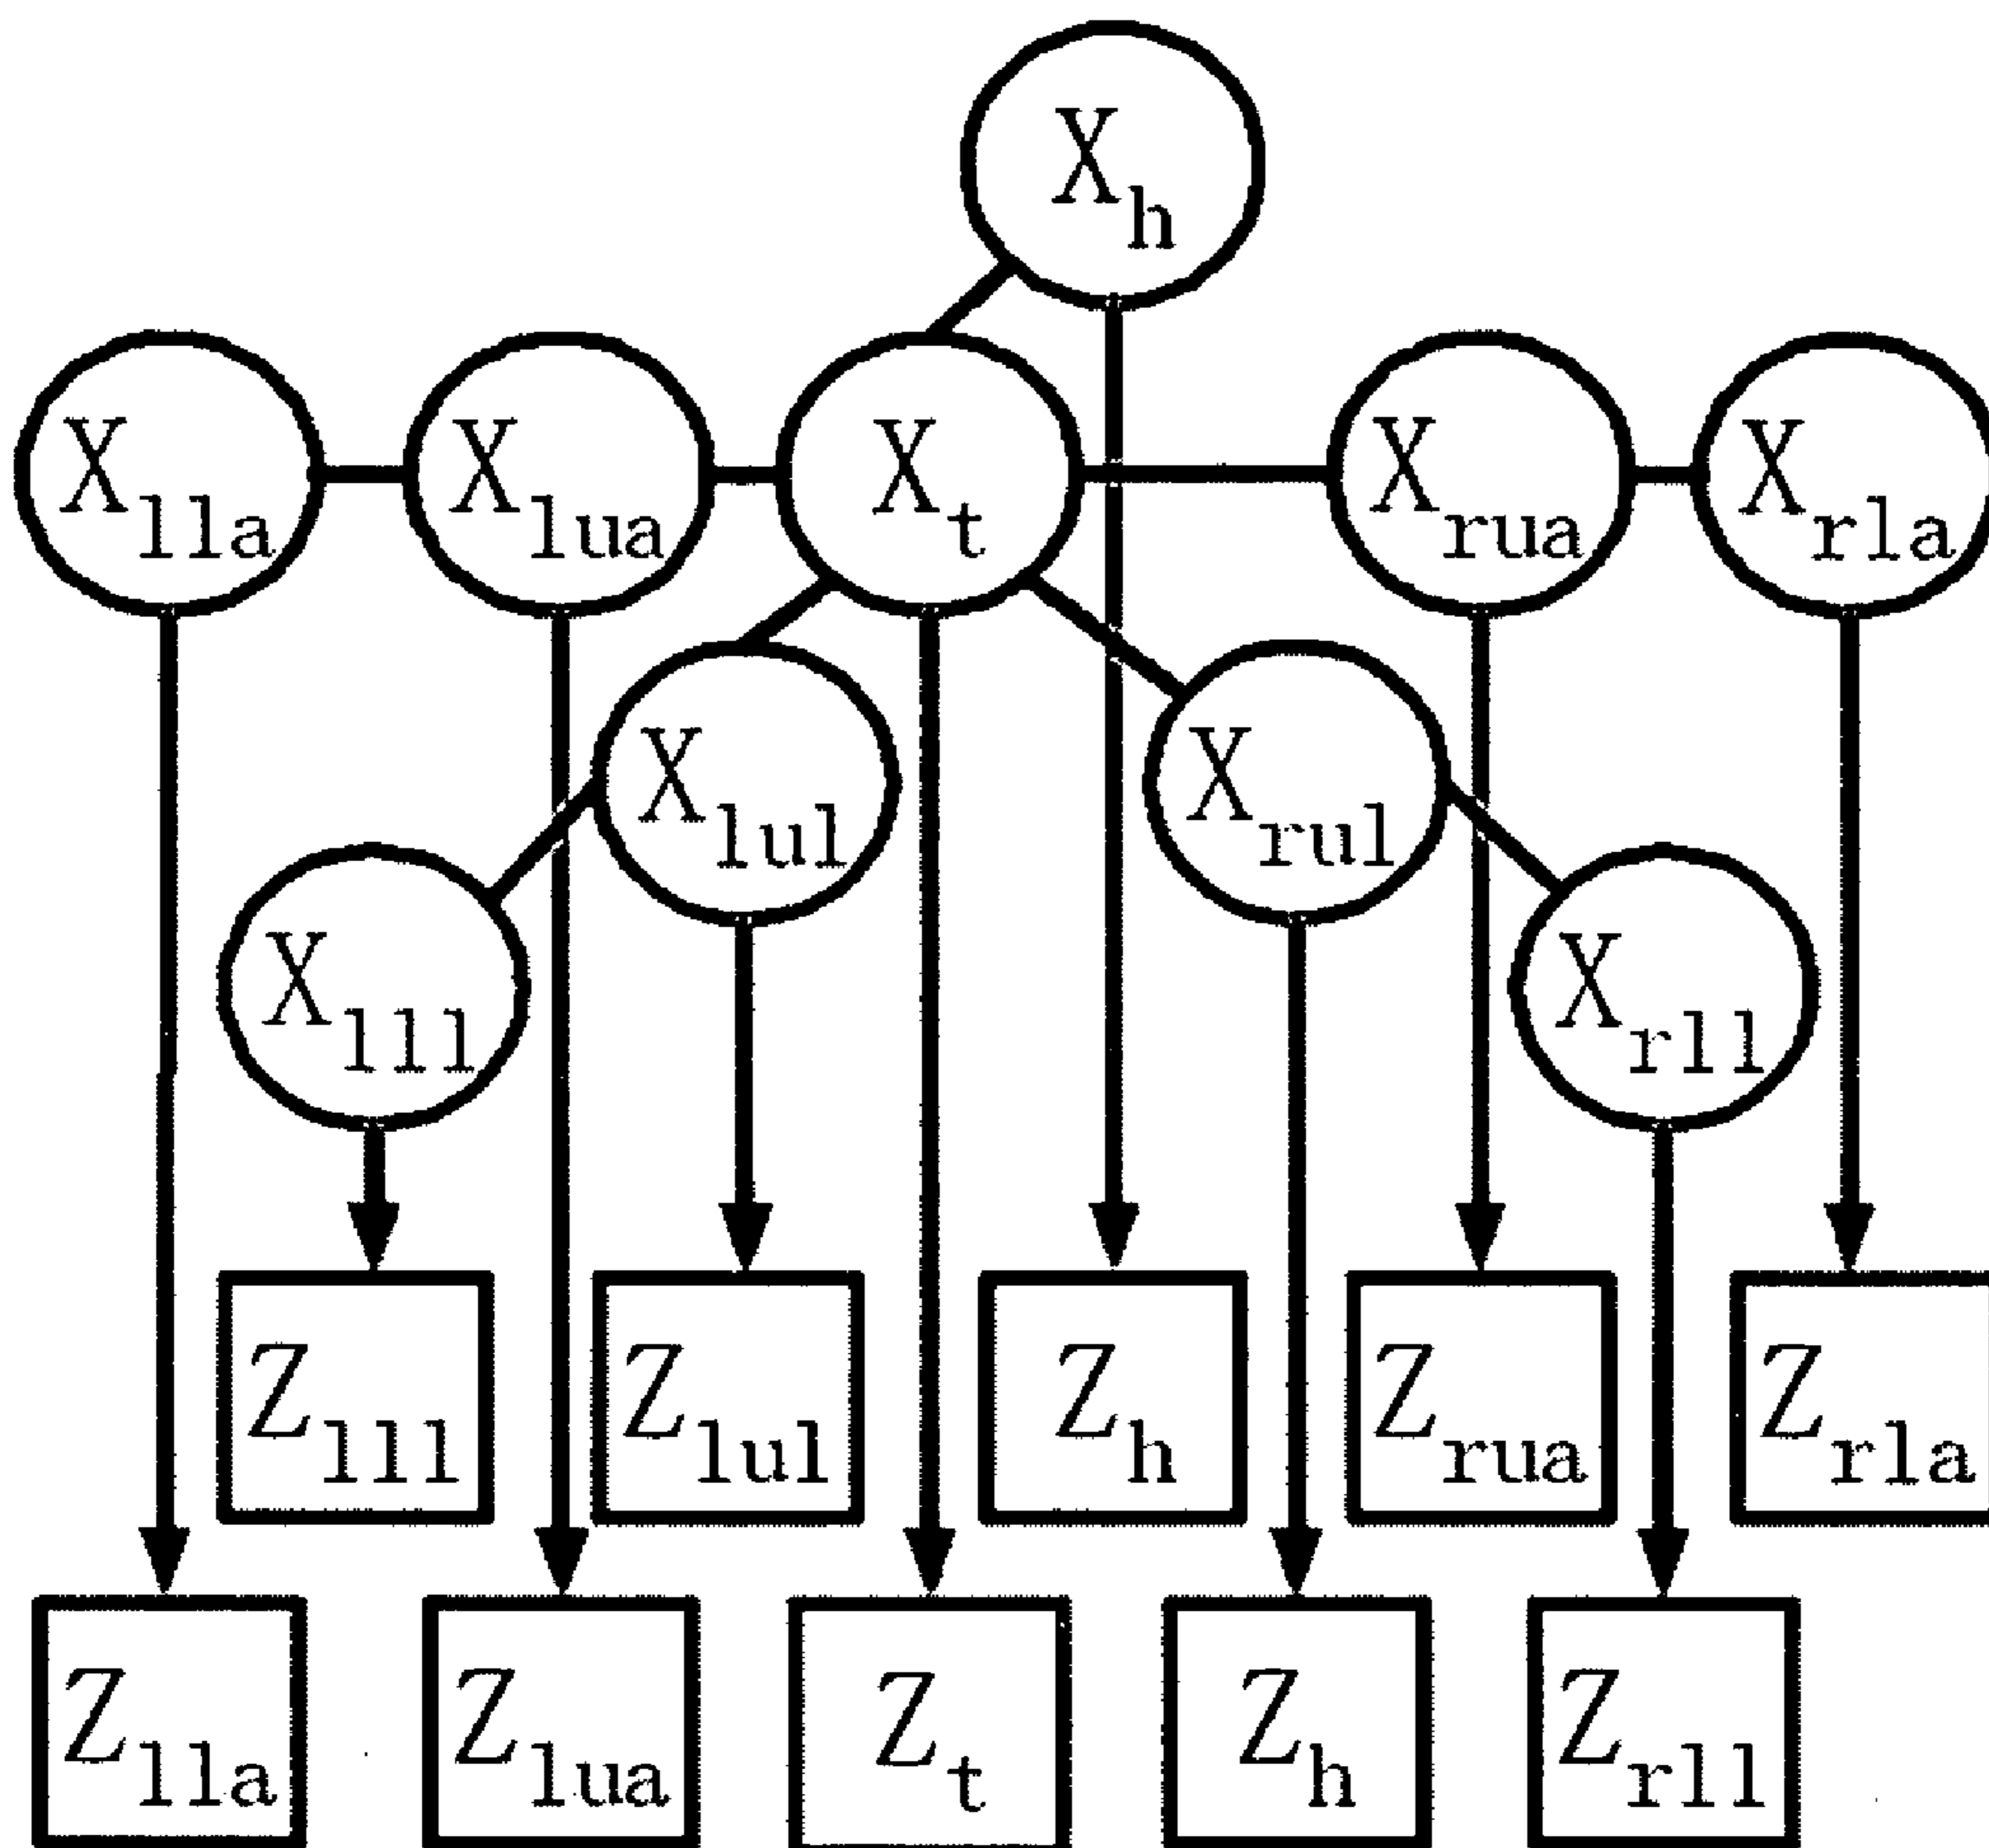 X_h
X_lla X_lua X_t X_rua X_rla
X_lul X_rul
X_lll X_rll
Z_lll Z_lul Z_h Z_rua Z_rla
Z_lla Z_lua Z_t Z_h Z_rll